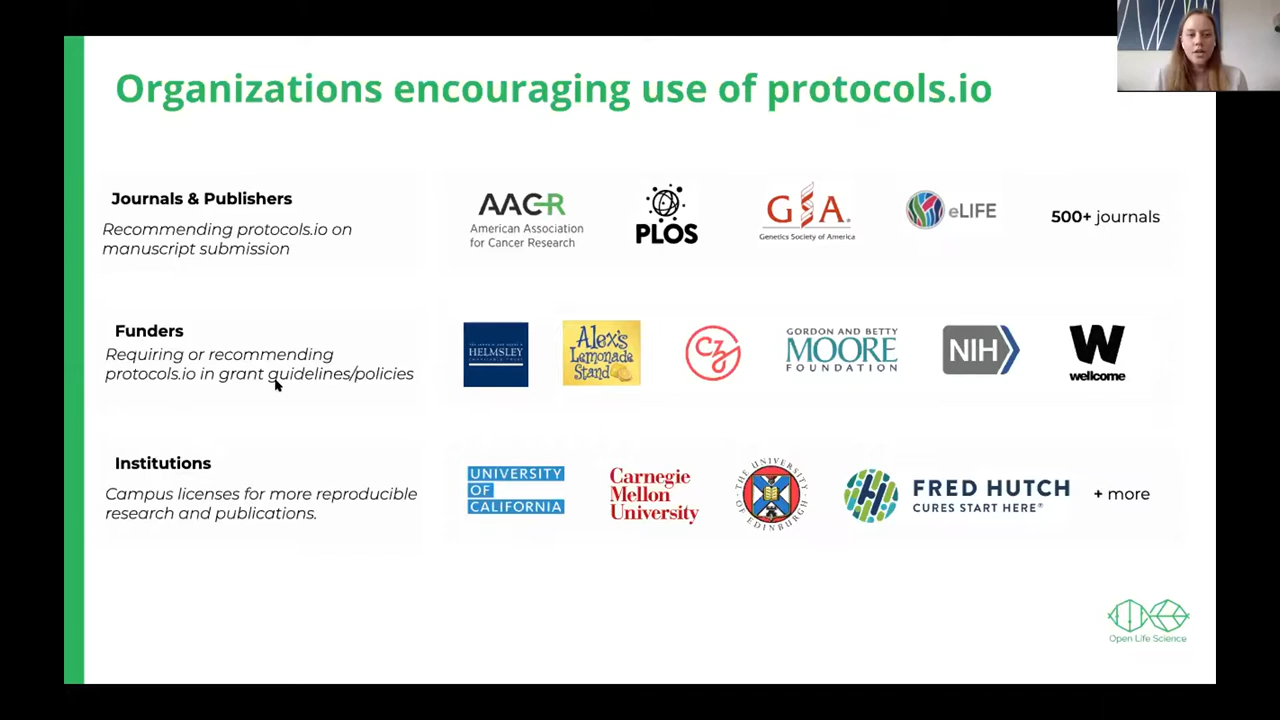 Organizations encouraging use of protocols.io
Journals & Publishers
Recommending protocols.io on
manuscript submission
AACR
American Association
for Cancer Research
PLOS
GSA
Genetics Society of America
eLIFE
500+ journals
Funders
Requiring or recommending
protocols.io in grant guidelines/policies
HELMSLEY
Alex's
Lemonade
Stand
CZ
GORDON AND BETTY
MOORE
FOUNDATION
NIH
W
wellcome
Institutions
Campus licenses for more reproducible
research and publications.
UNIVERSITY
OF
CALIFORNIA
Carnegie
Mellon
University
THE UNIVERSITY
OF EDINBURGH
FRED HUTCH
CURES START HERE®
+ more
Open Life Science